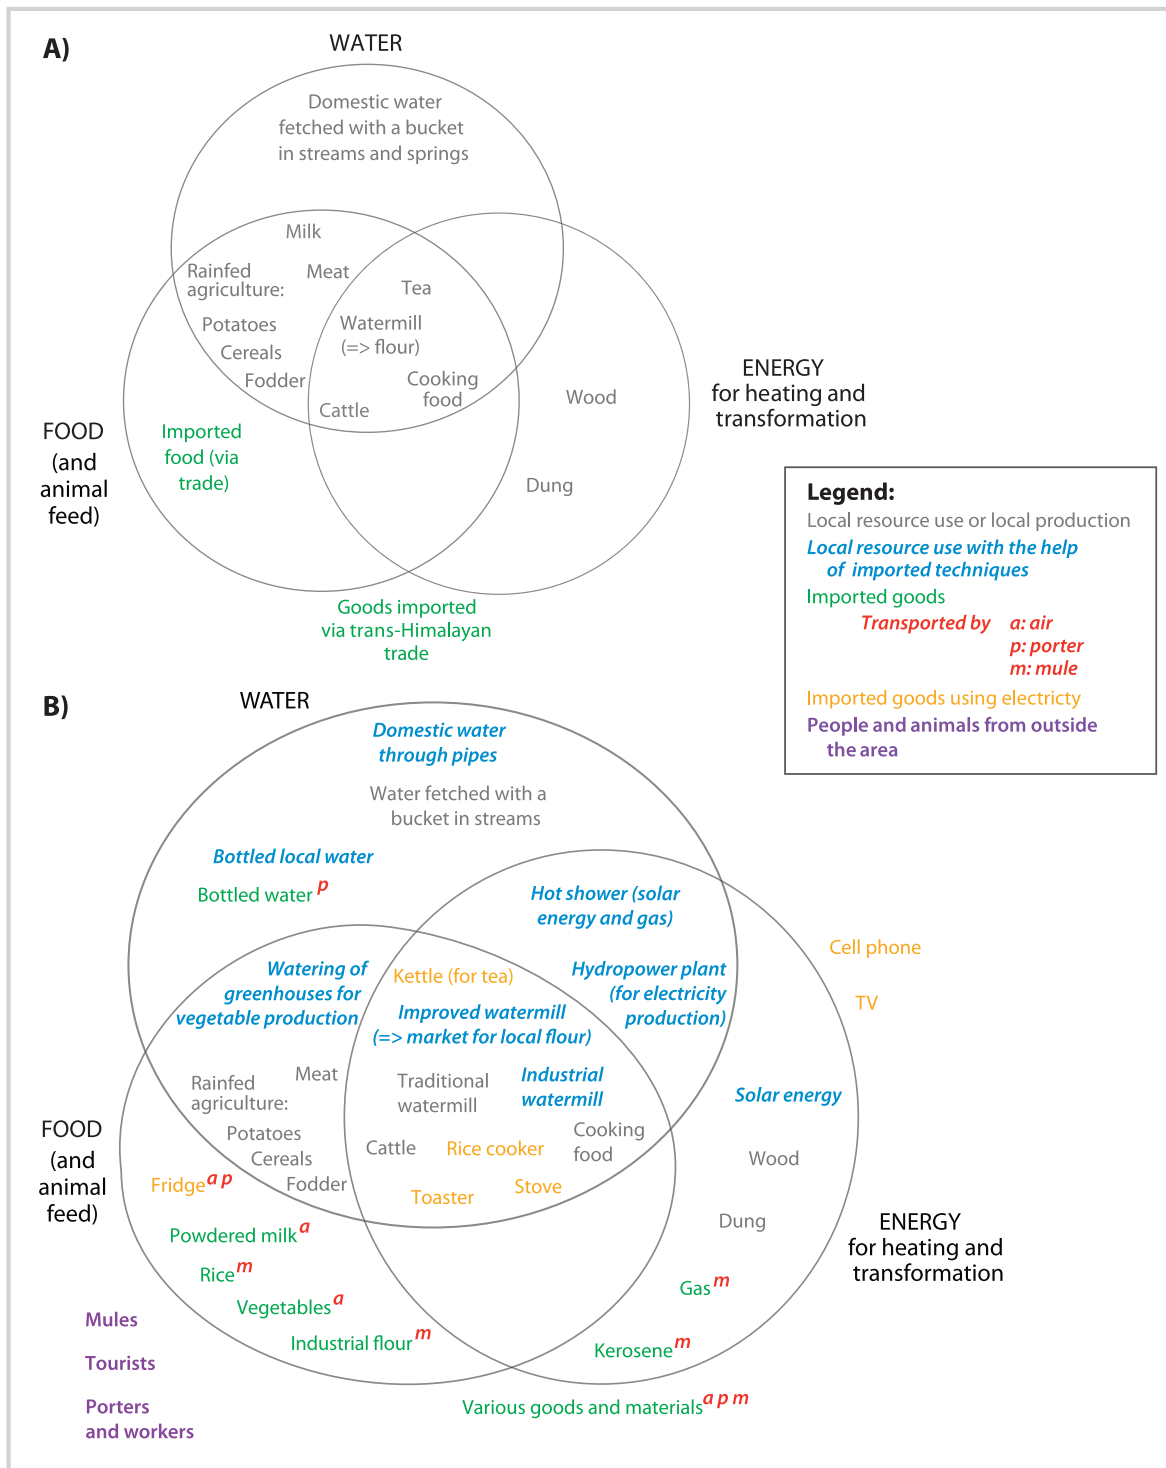 A)
WATER
Domestic water
fetched with a bucket
in streams and springs
Milk
Rainfed
agriculture:
Meat
Tea
Potatoes
Cereals
Fodder
Watermill
(=> flour)
Cooking
food
Cattle
Wood
Dung
ENERGY
for heating and
transformation
FOOD
(and
animal
feed)
Imported
food (via
trade)
Goods imported
via trans-Himalayan
trade
Legend:
Local resource use or local production
Local resource use with the help
of imported techniques
Imported goods
Transported by a: air
p: porter
m: mule
Imported goods using electricty
People and animals from outside
the area
B)
WATER
Domestic water
through pipes
Water fetched with a
bucket in streams
Bottled local water
Bottled water p
Hot shower (solar
energy and gas)
Cell phone
TV
Watering of
greenhouses for
vegetable production
Kettle (for tea)
Hydropower plant
(for electricity
production)
Improved watermill
(=> market for local flour)
Rainfed
agriculture:
Meat
Traditional
watermill
Industrial
watermill
Solar energy
Potatoes
Cereals
Fodder
Cattle
Rice cooker
Cooking
food
Toaster
Stove
Wood
Dung
FOOD
(and
animal
feed)
Fridge a p
Powdered milk a
Rice m
Vegetables a
Industrial flour m
Gas m
Kerosene m
ENERGY
for heating and
transformation
Mules
Tourists
Porters
and workers
Various goods and materials a p m